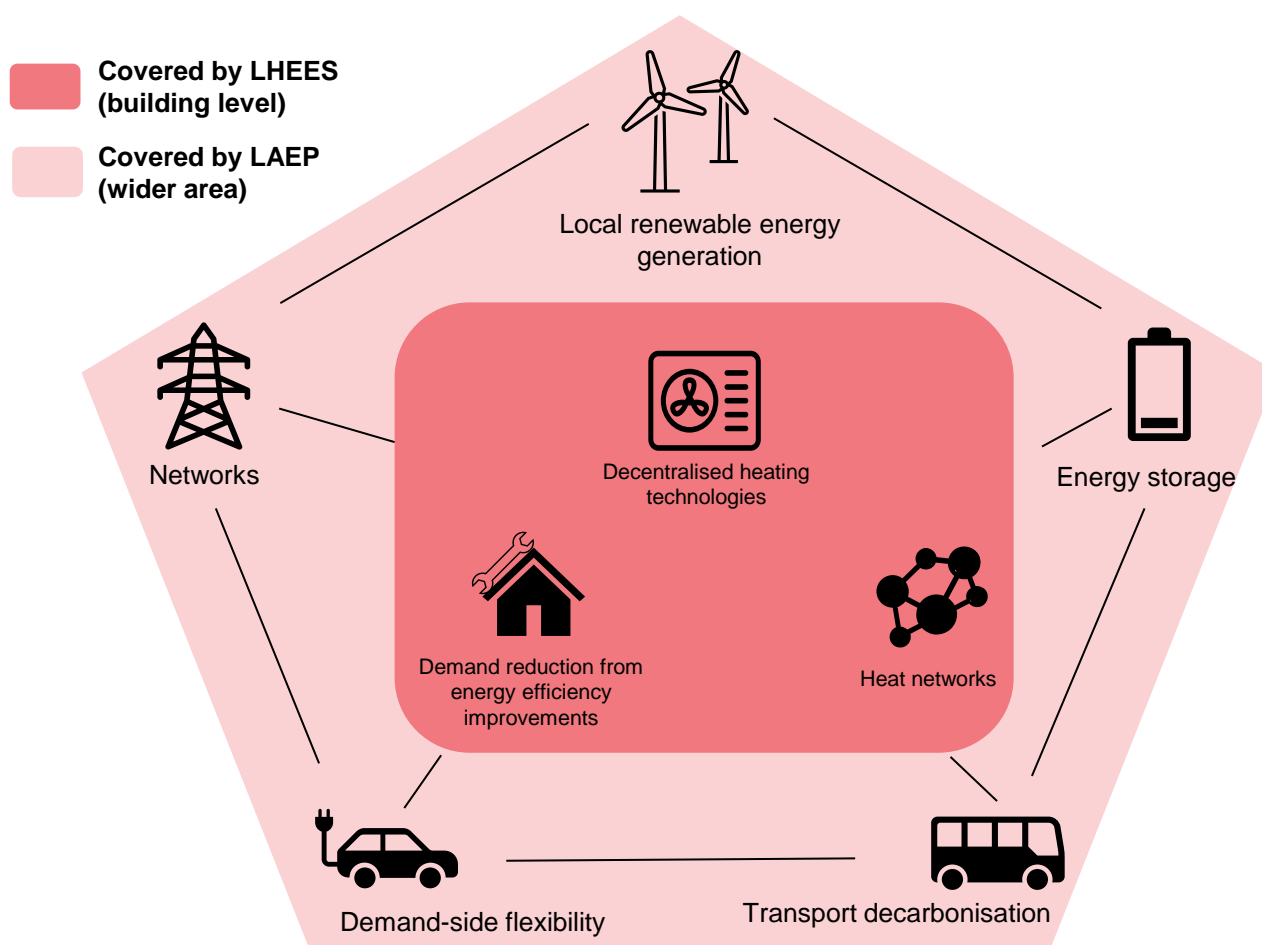 Covered by LHEES
(building level)
Covered by LAEP
(wider area)
Local renewable energy
generation
Networks
Energy storage
Decentralised heating
technologies
Demand reduction from
energy efficiency
improvements
Heat networks
Demand-side flexibility
Transport decarbonisation